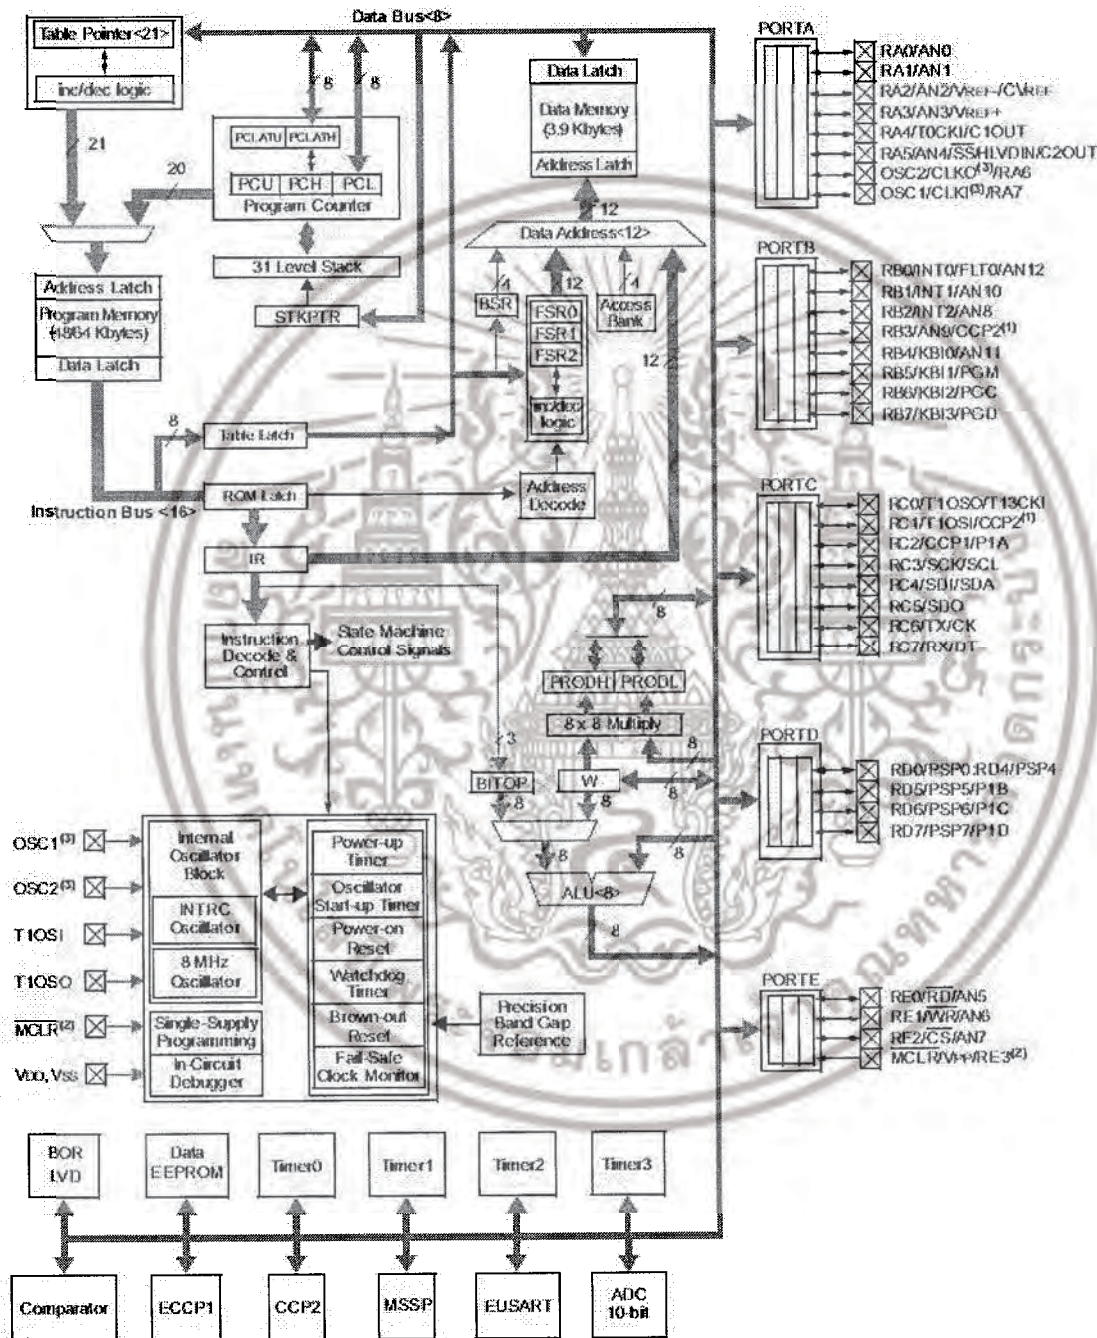 Data Bus<8>
Table Pointer<21>
inc/dec logic
21
20
8
8
PCLATU PCLATH
PCU PCH PCL
Program Counter
31 Level Stack
STKPTR
Address Latch
Program Memory
Data Latch
8
Table Latch
ROM Latch
Instruction Bus <16>
IR
Instruction
Decode &
Control
State Machine
Control Signals
Data Latch
Data Memory
(3.9 Kbytes)
Address Latch
12
Data Address<12>
4
12
4
BSR
FSR0
FSR1
FSR2
inc/dec
logic
Access
Bank
12
Address
Decode
8
PRODH PRODL
8 x 8 Multiply
3
8
BITOP
W
8
8
8
8
8
ALU<8>
8
PORTA
RA0/AN0
RA1/AN1
RA2/AN2/VREF-/CVREF
RA3/AN3/VREF+
RA4/T0CKI/C1OUT
RA5/AN4/SS/HLVDIN/C2OUT
OSC2/CLKO(3)/RA6
OSC1/CLKI(3)/RA7
PORTB
RB0/INT0/FLT0/AN12
RB1/INT1/AN10
RB2/INT2/AN8
RB3/AN9/CCP2(1)
RB4/KBI0/AN11
RB5/KBI1/PGM
RB6/KBI2/PGC
RB7/KBI3/PGD
PORTC
RC0/T1OSO/T13CKI
RC1/T1OSI/CCP2(1)
RC2/CCP1/P1A
RC3/SCK/SCL
RC4/SDI/SDA
RC5/SDO
RC6/TX/CK
RC7/RX/DT
PORTD
RD0/PSP0:RD4/PSP4
RD5/PSP5/P1B
RD6/PSP6/P1C
RD7/PSP7/P1D
PORTE
RE0/RD/AN5
RE1/WR/AN6
RE2/CS/AN7
MCLR/VPP/RE3(2)
OSC1(3)
OSC2(3)
T1OSI
T1OSO
MCLR(2)
VDD, VSS
Internal
Oscillator
Block
INTRC
Oscillator
8 MHz
Oscillator
Single-Supply
Programming
In-Circuit
Debugger
Power-up
Timer
Oscillator
Start-up Timer
Power-on
Reset
Watchdog
Timer
Brown-out
Reset
Fail-Safe
Clock Monitor
Precision
Band Gap
Reference
BOR
LVD
Data
EEPROM
Timer0
Timer1
Timer2
Timer3
Comparator
ECCP1
CCP2
MSSP
EUSART
ADC
10-bit